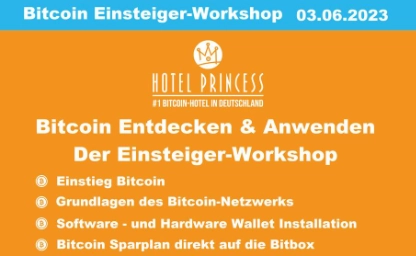 Bitcoin Einsteiger-Workshop 03.06.2023
HOTEL PRINCESS
#1 BITCOIN-HOTEL IN DEUTSCHLAND
Bitcoin Entdecken & Anwenden
Der Einsteiger-Workshop
Einstieg Bitcoin
Grundlagen des Bitcoin-Netzwerks
Software - und Hardware Wallet Installation
Bitcoin Sparplan direkt auf die Bitbox